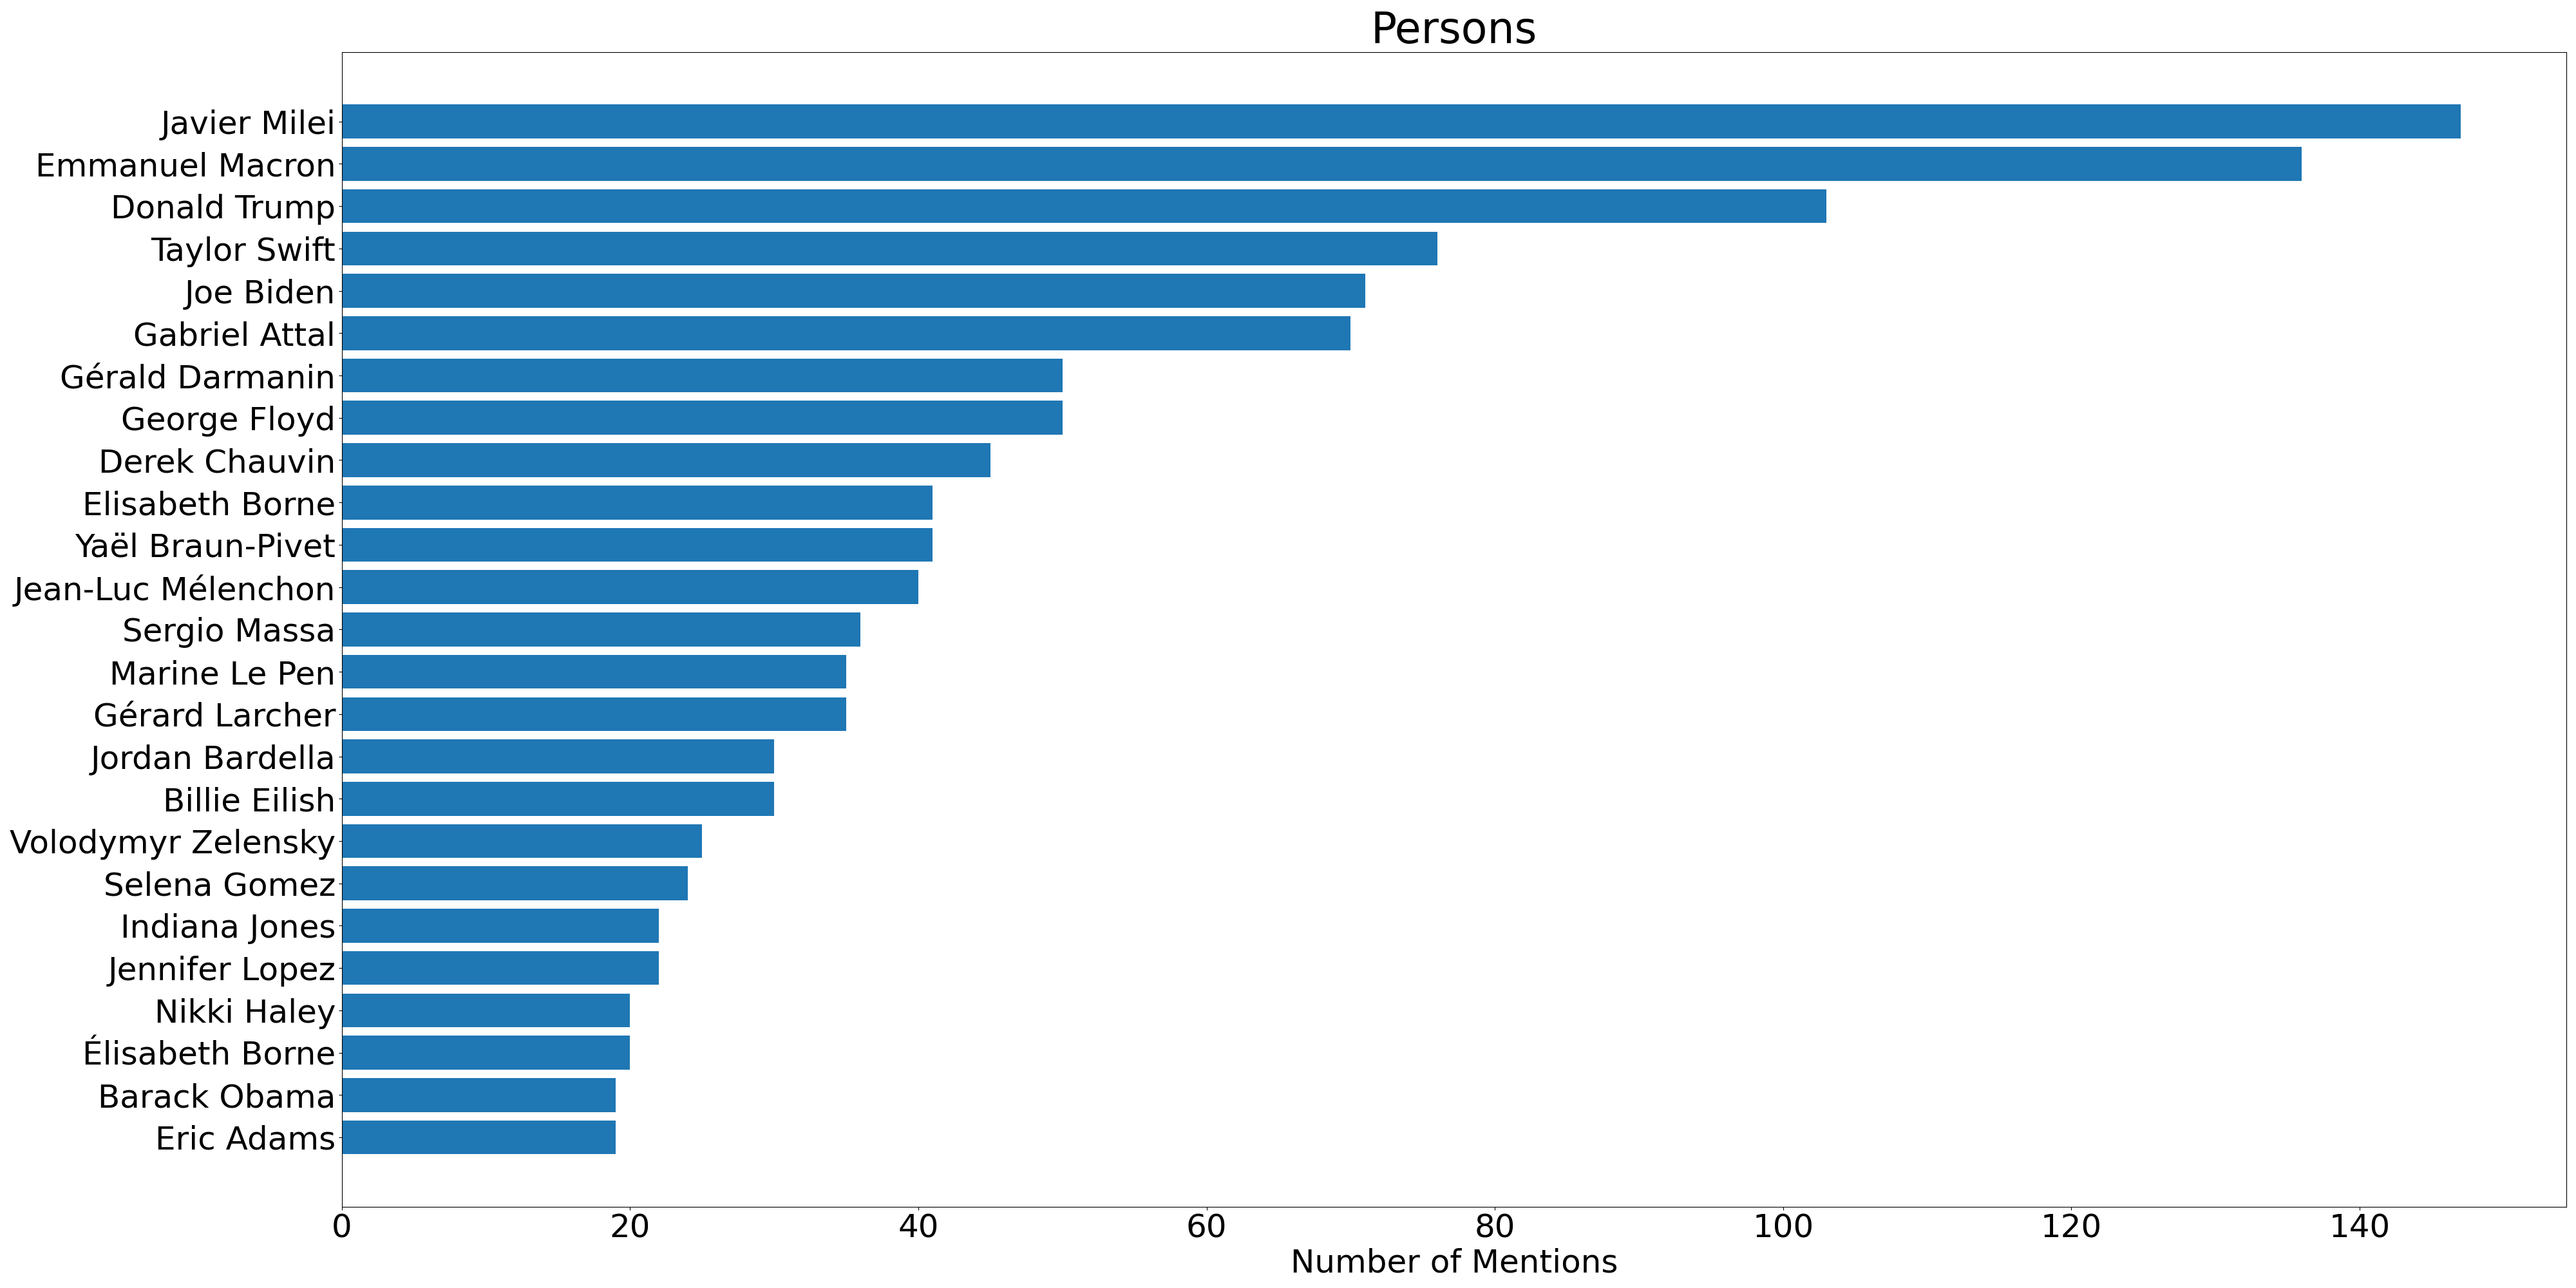 Persons
Javier Milei
Emmanuel Macron
Donald Trump
Taylor Swift
Joe Biden
Gabriel Attal
Gérald Darmanin
George Floyd
Derek Chauvin
Elisabeth Borne
Yaël Braun-Pivet
Jean-Luc Mélenchon
Sergio Massa
Marine Le Pen
Gérard Larcher
Jordan Bardella
Billie Eilish
Volodymyr Zelensky
Selena Gomez
Indiana Jones
Jennifer Lopez
Nikki Haley
Élisabeth Borne
Barack Obama
Eric Adams
0 20 40 60 80 100 120 140
Number of Mentions